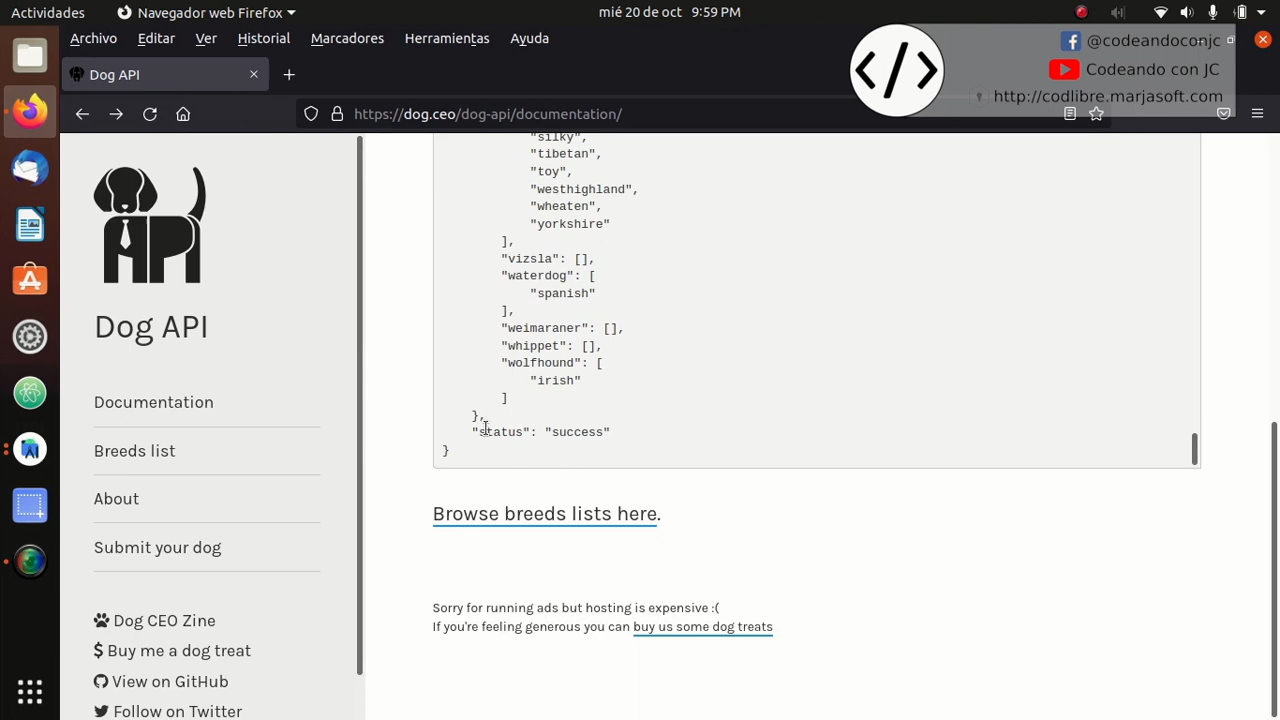 Actividades
Navegador web Firefox
mié 20 de oct 9:59 PM
Archivo Editar Ver Historial Marcadores Herramientas Ayuda
@codeandoconjc
Codeando con JC
http://codlibre.marjasoft.com
Dog API
https://dog.ceo/dog-api/documentation/
Dog API
Documentation
Breeds list
About
Submit your dog
Dog CEO Zine
Buy me a dog treat
View on GitHub
Follow on Twitter
"silky",
"tibetan",
"toy",
"westhighland",
"wheaten",
"yorkshire"
],
"vizsla": [],
"waterdog": [
"spanish"
],
"weimaraner": [],
"whippet": [],
"wolfhound": [
"irish"
]
},
"status": "success"
}
Browse breeds lists here.
Sorry for running ads but hosting is expensive :(
If you're feeling generous you can buy us some dog treats